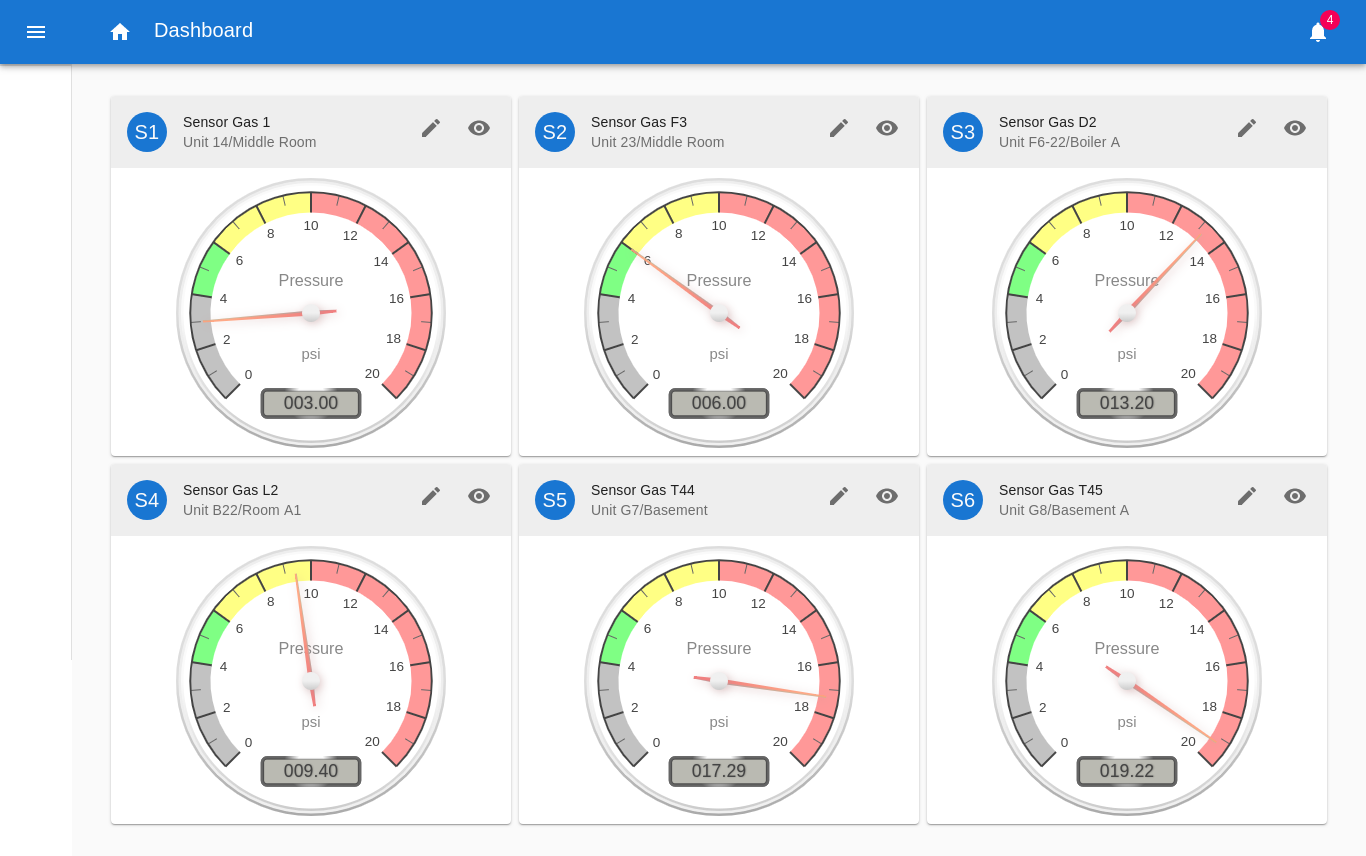 Dashboard
4
S1
Sensor Gas 1
Unit 14/Middle Room
0
2
4
6
8
10
12
14
16
18
20
Pressure
psi
003.00
S2
Sensor Gas F3
Unit 23/Middle Room
0
2
4
6
8
10
12
14
16
18
20
Pressure
psi
006.00
S3
Sensor Gas D2
Unit F6-22/Boiler A
0
2
4
6
8
10
12
14
16
18
20
Pressure
psi
013.20
S4
Sensor Gas L2
Unit B22/Room A1
0
2
4
6
8
10
12
14
16
18
20
Pressure
psi
009.40
S5
Sensor Gas T44
Unit G7/Basement
0
2
4
6
8
10
12
14
16
18
20
Pressure
psi
017.29
S6
Sensor Gas T45
Unit G8/Basement A
0
2
4
6
8
10
12
14
16
18
20
Pressure
psi
019.22